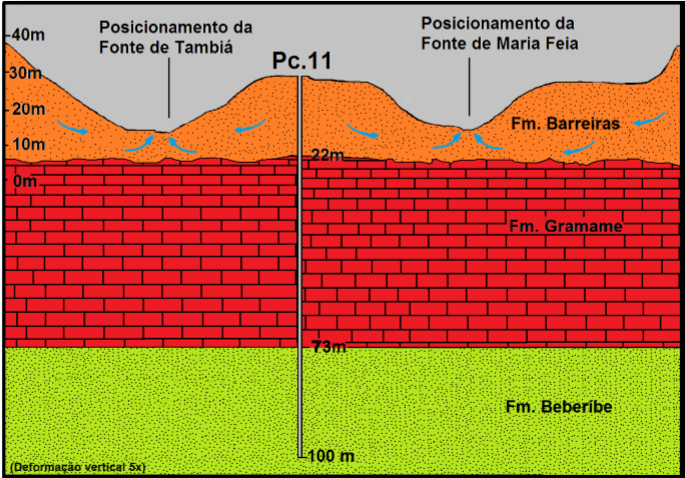 Posicionamento da
Fonte de Tambiá
Posicionamento da
Fonte de Maria Feia
Pc.11
-40m
-30m
-20m
-10m
-0m
Fm. Barreiras
22m
Fm. Gramame
73m
Fm. Beberibe
100 m
(Deformação vertical 5x)